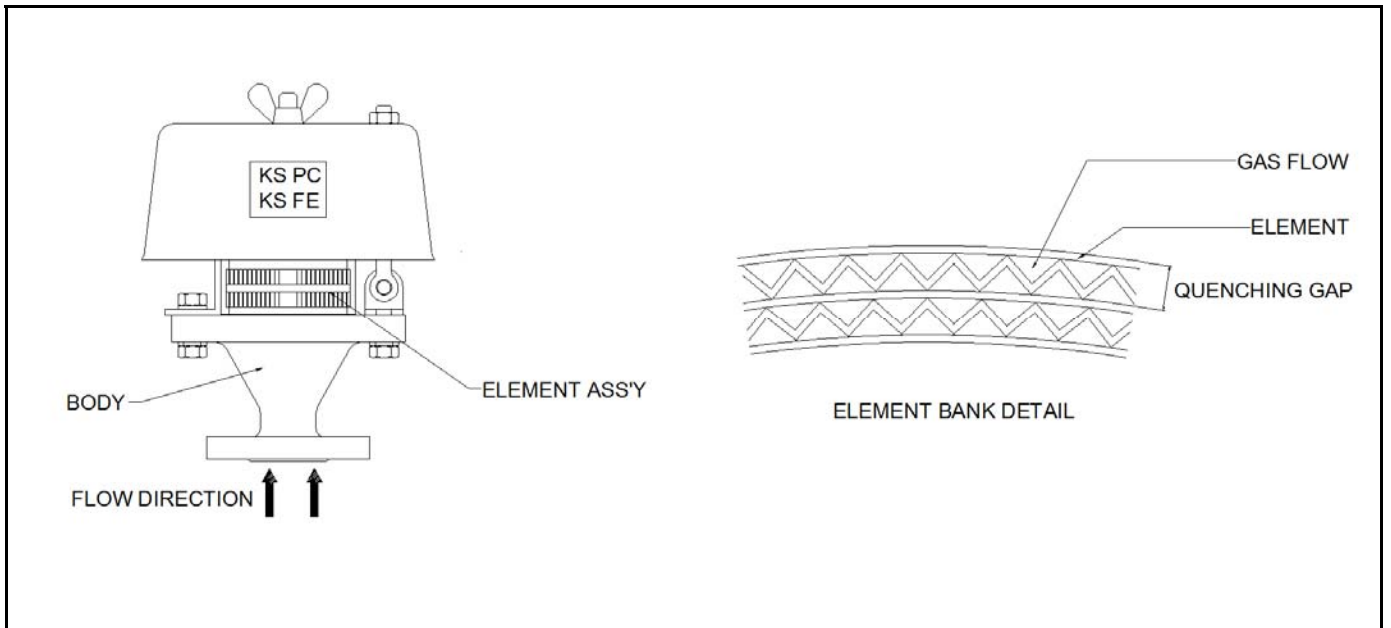 KS PC
KS FE
BODY
ELEMENT ASS'Y
FLOW DIRECTION
GAS FLOW
ELEMENT
QUENCHING GAP
ELEMENT BANK DETAIL